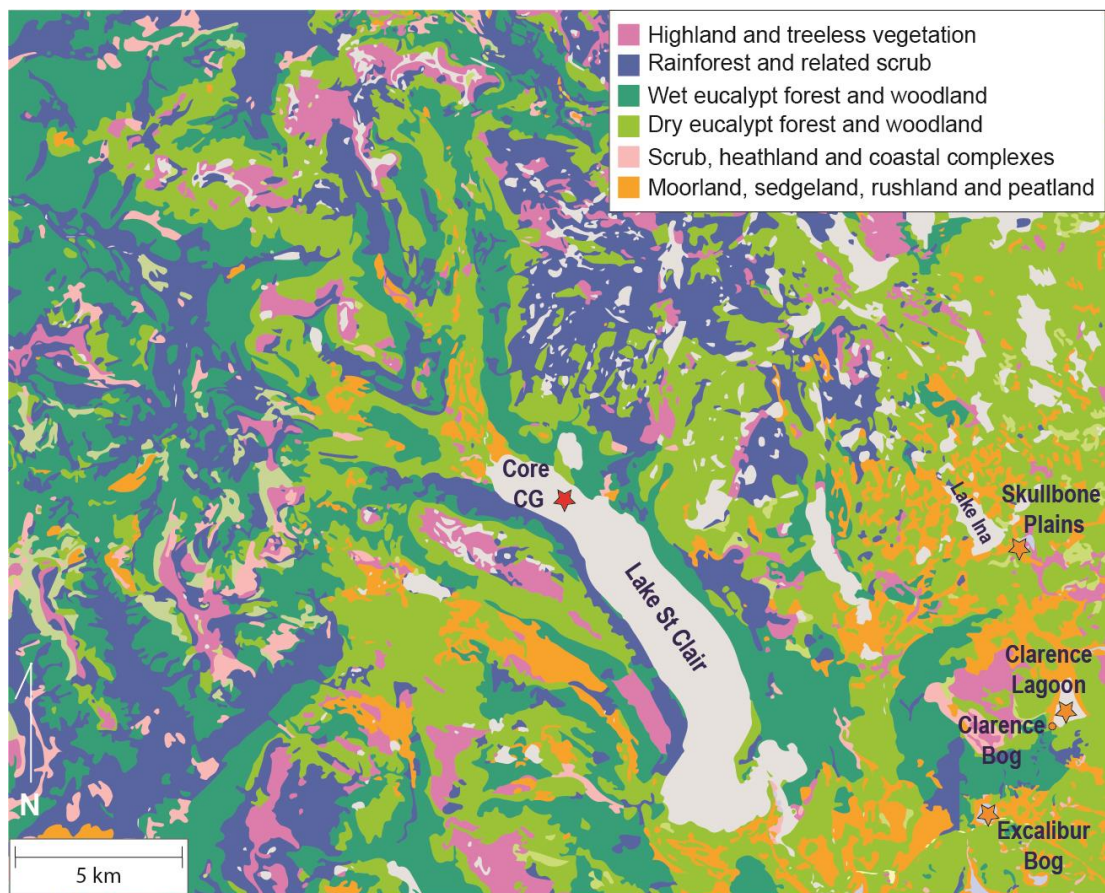 Highland and treeless vegetation
Rainforest and related scrub
Wet eucalypt forest and woodland
Dry eucalypt forest and woodland
Scrub, heathland and coastal complexes
Moorland, sedgeland, rushland and peatland
Core
CG
Lake St Clair
Lake Ina
Skullbone
Plains
Clarence
Lagoon
Clarence
Bog
Excalibur
Bog
N
5 km